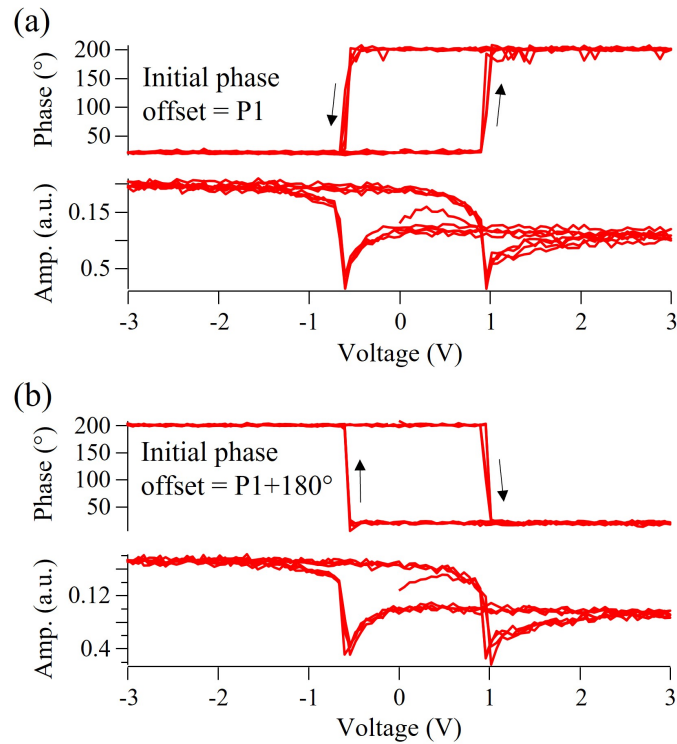 (a)
Phase (°)
200
150
100
50
Initial phase
offset = P1
Amp. (a.u.)
0.15
0.5
-3 -2 -1 0 1 2 3
Voltage (V)
(b)
Phase (°)
200
150
100
50
Initial phase
offset = P1+180°
Amp. (a.u.)
0.12
0.4
-3 -2 -1 0 1 2 3
Voltage (V)